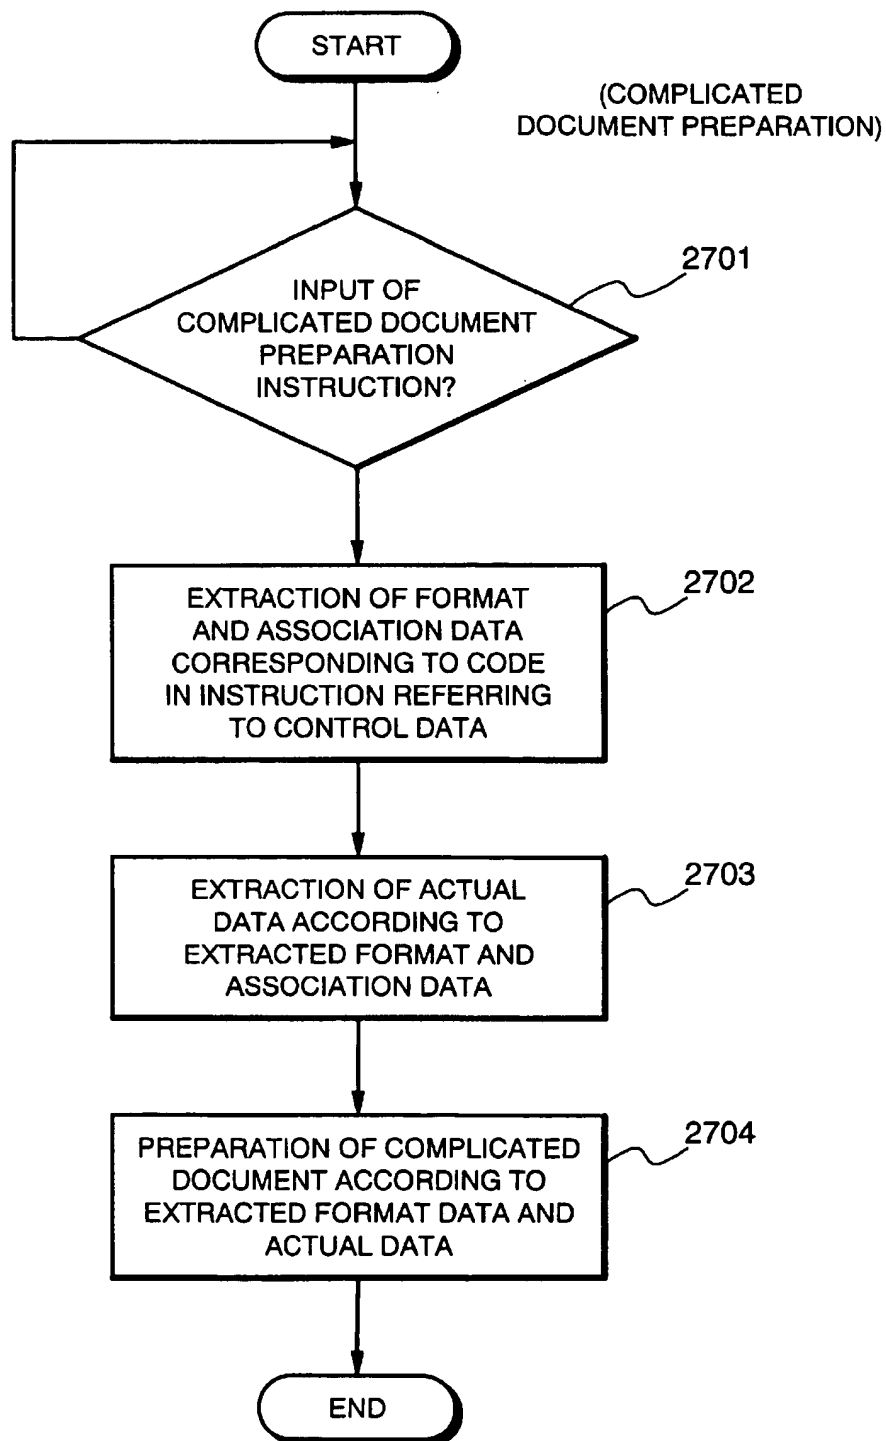 START
(COMPLICATED
DOCUMENT PREPARATION)
2701
INPUT OF
COMPLICATED DOCUMENT
PREPARATION
INSTRUCTION?
2702
EXTRACTION OF FORMAT
AND ASSOCIATION DATA
CORRESPONDING TO CODE
IN INSTRUCTION REFERRING
TO CONTROL DATA
2703
EXTRACTION OF ACTUAL
DATA ACCORDING TO
EXTRACTED FORMAT AND
ASSOCIATION DATA
2704
PREPARATION OF COMPLICATED
DOCUMENT ACCORDING TO
EXTRACTED FORMAT DATA AND
ACTUAL DATA
END